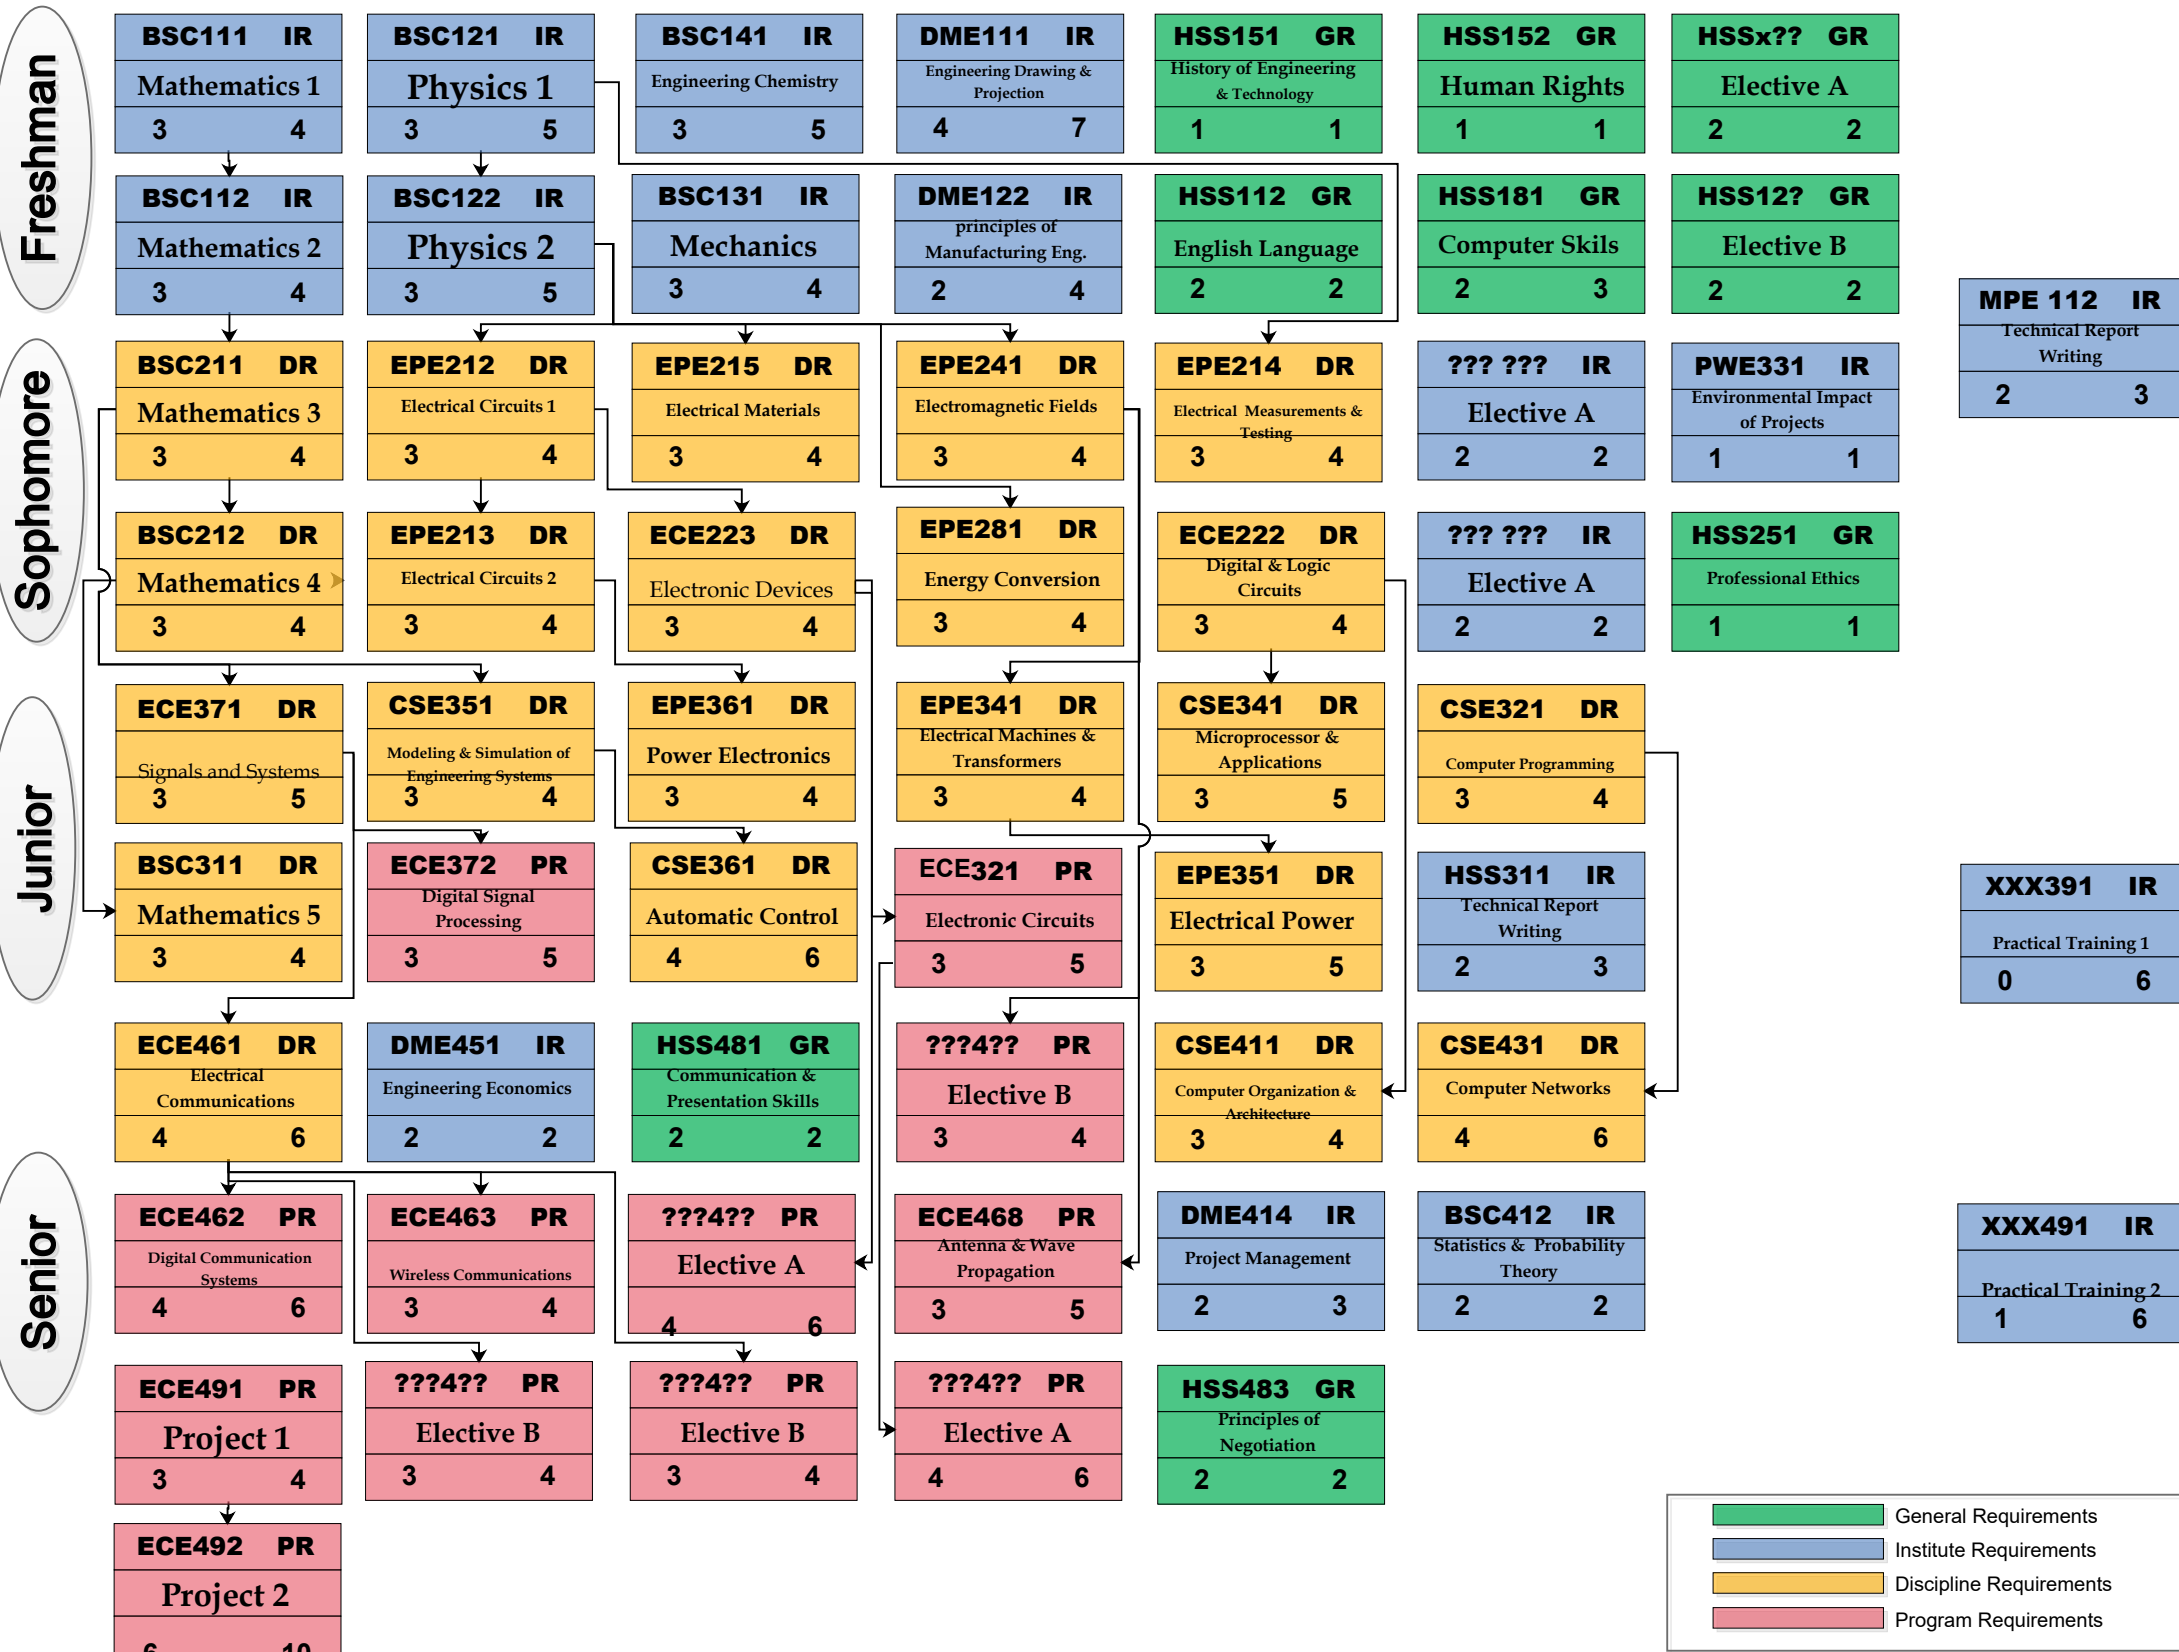 Freshman
BSC111 IR
Mathematics 1
3 4
BSC121 IR
Physics 1
3 5
BSC141 IR
Engineering Chemistry
3 5
DME111 IR
Engineering Drawing &
Projection
4 7
HSS151 GR
History of Engineering
& Technology
1 1
HSS152 GR
Human Rights
1 1
HSSx?? GR
Elective A
2 2
BSC112 IR
Mathematics 2
3 4
BSC122 IR
Physics 2
3 5
BSC131 IR
Mechanics
3 4
DME122 IR
principles of
Manufacturing Eng.
2 4
HSS112 GR
English Language
2 2
HSS181 GR
Computer Skils
2 3
HSS12? GR
Elective B
2 2
MPE 112 IR
Technical Report
Writing
2 3
Sophomore
BSC211 DR
Mathematics 3
3 4
EPE212 DR
Electrical Circuits 1
3 4
EPE215 DR
Electrical Materials
3 4
EPE241 DR
Electromagnetic Fields
3 4
EPE214 DR
Electrical Measurements &
Testing
3 4
??? ??? IR
Elective A
2 2
PWE331 IR
Environmental Impact
of Projects
1 1
BSC212 DR
Mathematics 4
3 4
EPE213 DR
Electrical Circuits 2
3 4
ECE223 DR
Electronic Devices
3 4
EPE281 DR
Energy Conversion
3 4
ECE222 DR
Digital & Logic
Circuits
3 4
??? ??? IR
Elective A
2 2
HSS251 GR
Professional Ethics
1 1
Junior
ECE371 DR
Signals and Systems
3 5
CSE351 DR
Modeling & Simulation of
Engineering Systems
3 4
EPE361 DR
Power Electronics
3 4
EPE341 DR
Electrical Machines &
Transformers
3 4
CSE341 DR
Microprocessor &
Applications
3 5
CSE321 DR
Computer Programming
3 4
BSC311 DR
Mathematics 5
3 4
ECE372 PR
Digital Signal
Processing
3 5
CSE361 DR
Automatic Control
4 6
ECE321 PR
Electronic Circuits
3 5
EPE351 DR
Electrical Power
3 5
HSS311 IR
Technical Report
Writing
2 3
XXX391 IR
Practical Training 1
0 6
Senior
ECE461 DR
Electrical
Communications
4 6
DME451 IR
Engineering Economics
2 2
HSS481 GR
Communication &
Presentation Skills
2 2
???4?? PR
Elective B
3 4
CSE411 DR
Computer Organization &
Architecture
3 4
CSE431 DR
Computer Networks
4 6
ECE462 PR
Digital Communication
Systems
4 6
ECE463 PR
Wireless Communications
3 4
???4?? PR
Elective A
4 6
ECE468 PR
Antenna & Wave
Propagation
3 5
DME414 IR
Project Management
2 3
BSC412 IR
Statistics & Probability
Theory
2 2
XXX491 IR
Practical Training 2
1 6
ECE491 PR
Project 1
3 4
???4?? PR
Elective B
3 4
???4?? PR
Elective B
3 4
???4?? PR
Elective A
4 6
HSS483 GR
Principles of
Negotiation
2 2
ECE492 PR
Project 2
6 10
General Requirements
Institute Requirements
Discipline Requirements
Program Requirements